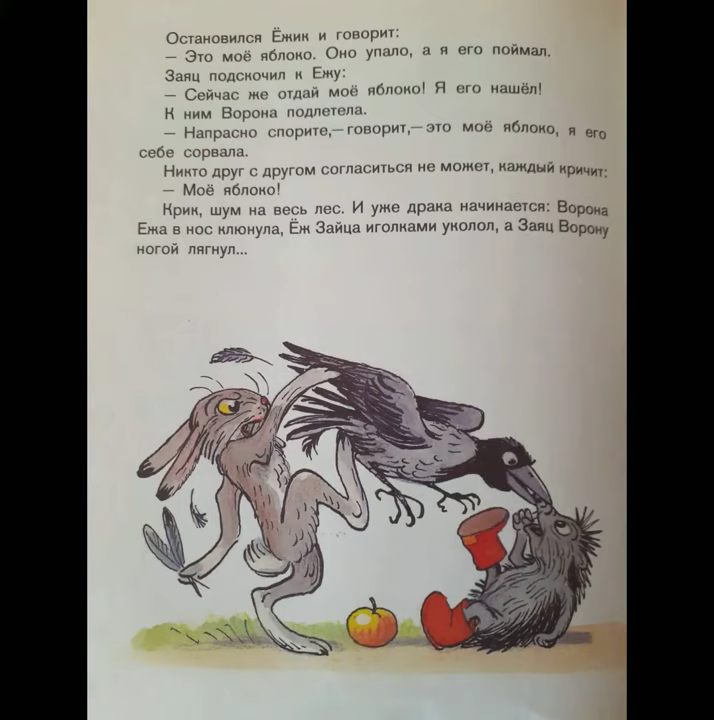 Остановился Ёжик и говорит:
— Это моё яблоко. Оно упало, а я его поймал.
Заяц подскочил к Ежу:
— Сейчас же отдай моё яблоко! Я его нашёл!
К ним Ворона подлетела.
— Напрасно спорите,— говорит,— это моё яблоко, я его
себе сорвала.
Никто друг с другом согласиться не может, каждый кричит:
— Моё яблоко!
Крик, шум на весь лес. И уже драка начинается: Ворона
Ежа в нос клюнула, Ёж Зайца иголками уколол, а Заяц Ворону
ногой лягнул...